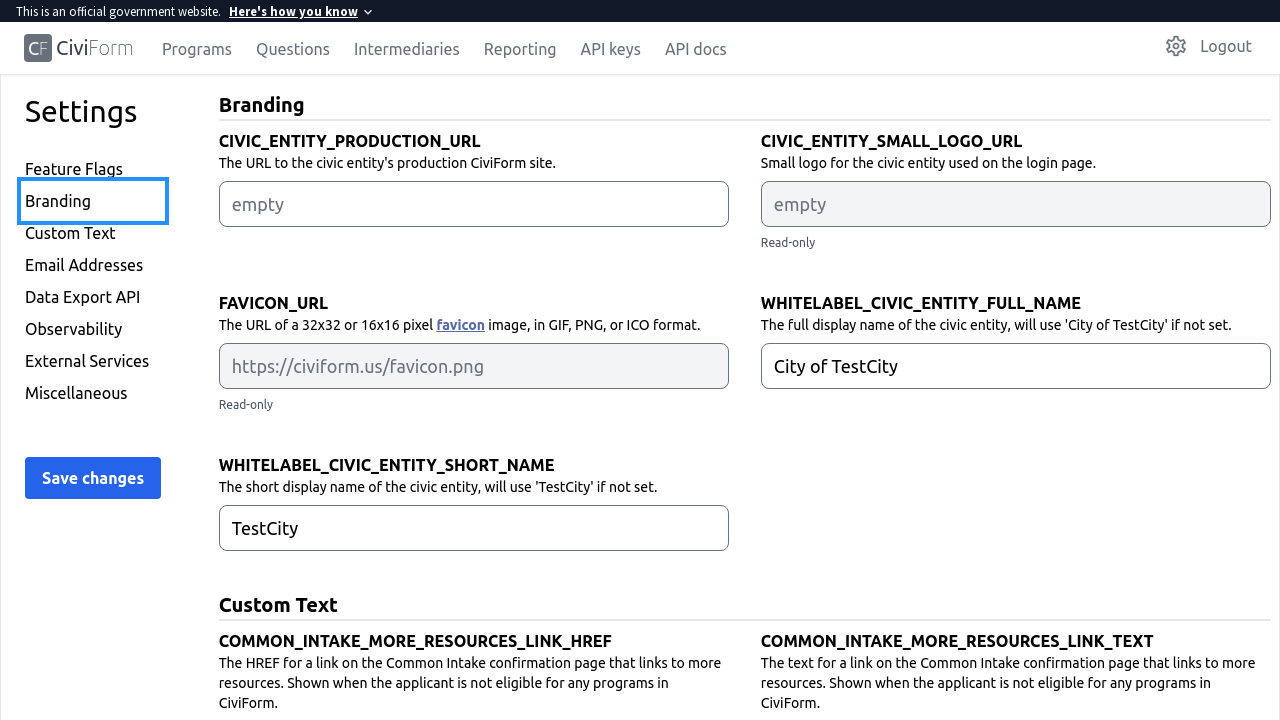 This is an official government website. Here's how you know
CF CiviForm Programs Questions Intermediaries Reporting API keys API docs Logout
Settings
Feature Flags
Branding
Custom Text
Email Addresses
Data Export API
Observability
External Services
Miscellaneous
Save changes
Branding
CIVIC_ENTITY_PRODUCTION_URL
The URL to the civic entity's production CiviForm site.
empty
CIVIC_ENTITY_SMALL_LOGO_URL
Small logo for the civic entity used on the login page.
empty
Read-only
FAVICON_URL
The URL of a 32x32 or 16x16 pixel favicon image, in GIF, PNG, or ICO format.
https://civiform.us/favicon.png
Read-only
WHITELABEL_CIVIC_ENTITY_FULL_NAME
The full display name of the civic entity, will use 'City of TestCity' if not set.
City of TestCity
WHITELABEL_CIVIC_ENTITY_SHORT_NAME
The short display name of the civic entity, will use 'TestCity' if not set.
TestCity
Custom Text
COMMON_INTAKE_MORE_RESOURCES_LINK_HREF
The HREF for a link on the Common Intake confirmation page that links to more
resources. Shown when the applicant is not eligible for any programs in
CiviForm.
COMMON_INTAKE_MORE_RESOURCES_LINK_TEXT
The text for a link on the Common Intake confirmation page that links to more
resources. Shown when the applicant is not eligible for any programs in
CiviForm.